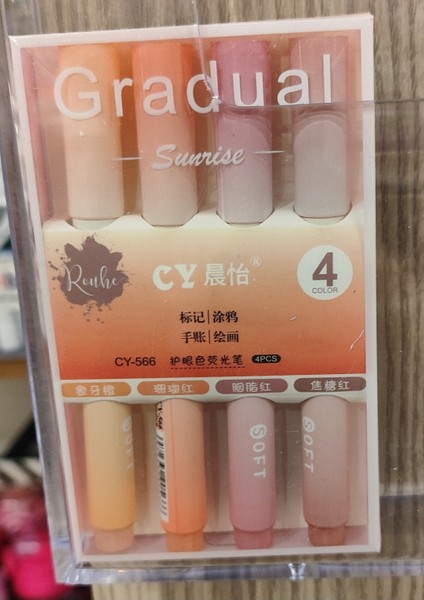 Gradual
Sunrise
Rouhe
CY 晨怡®
4
COLOR
标记|涂鸦
手账|绘画
CY-566 护眼色荧光笔 4PCS
象牙橙 珊瑚红 胭脂红 焦糖红
SOFT SOFT SOFT